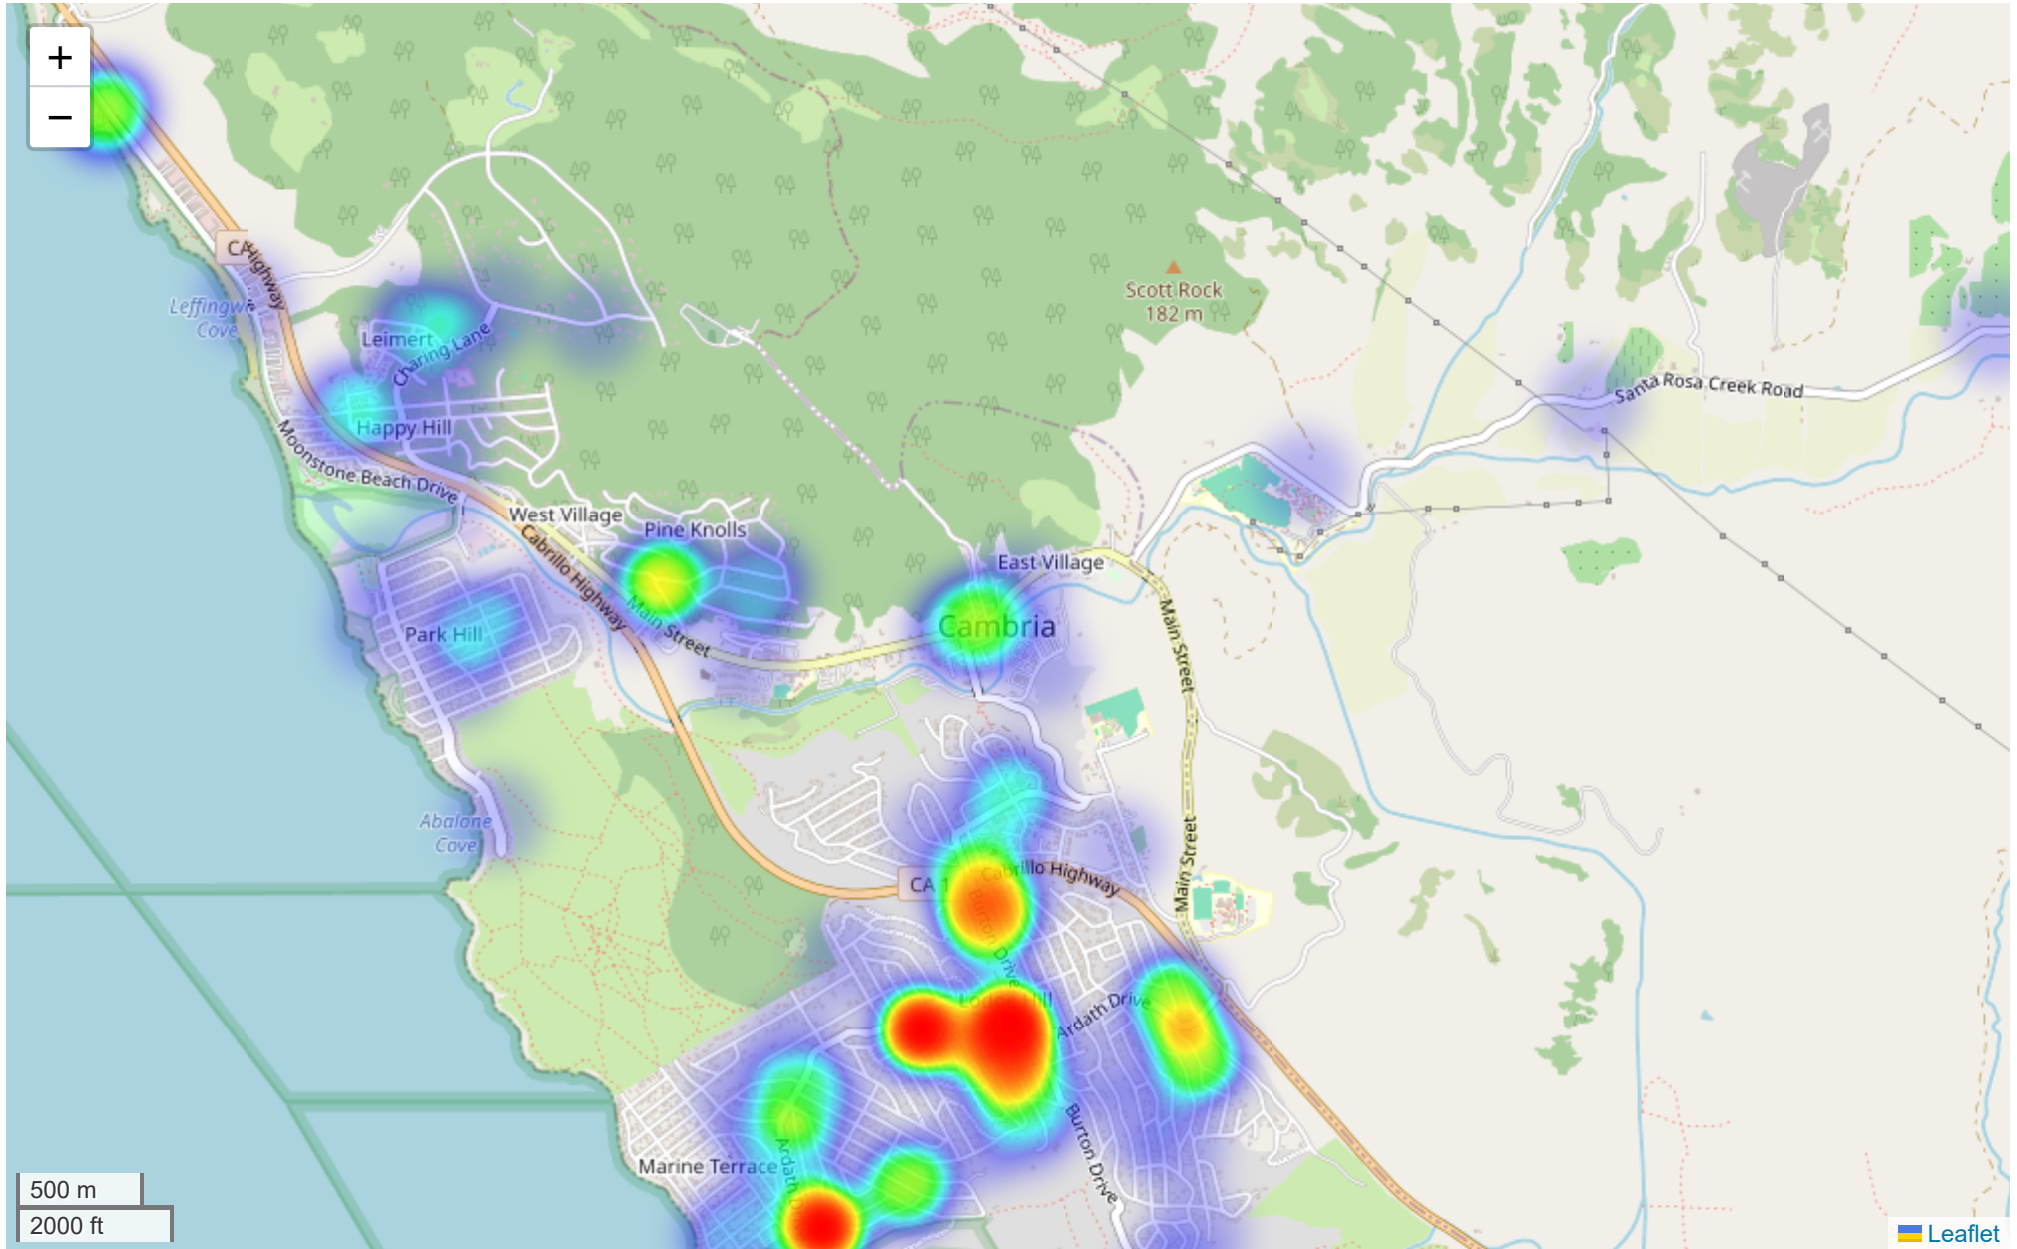 +
−
CA
Highway
Scott Rock
182 m
Leffingw
Cove
Leimert
Charing Lane
Santa Rosa Creek Road
Happy Hill
Moonstone Beach Drive
West Village
Pine Knolls
Cabrillo Highway
East Village
Main Street
Cambria
Park Hill
Main Street
Abalone
Cove
Main Street
CA 1
Cabrillo Highway
Burton Drive
Ardath Drive
Burton Drive
Marine Terrace
Ardath
500 m
2000 ft
Leaflet